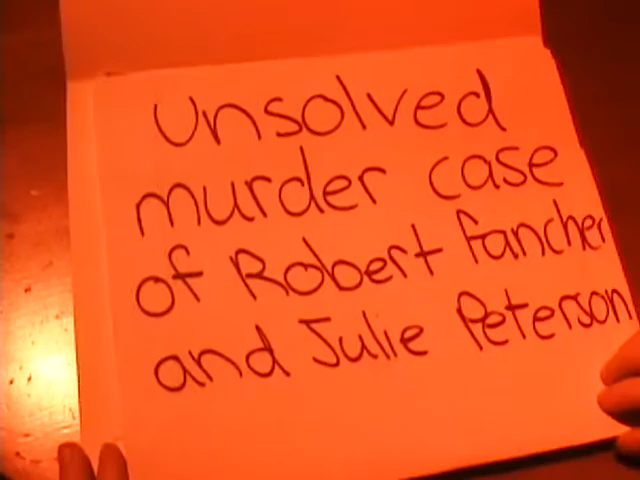 Unsolved
murder case
of Robert Fancher
and Julie Peterson